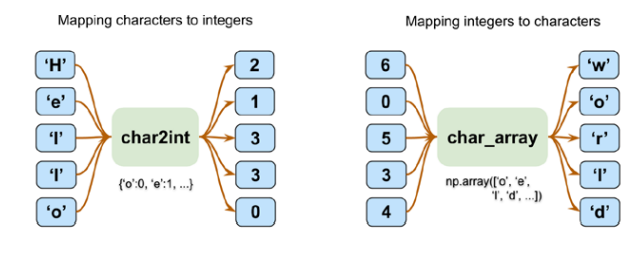 Mapping characters to integers
‘H’
‘e’
‘l’
‘l’
‘o’
char2int
{'o':0, 'e':1, ...}
2
1
3
3
0
Mapping integers to characters
6
0
5
3
4
char_array
np.array(['o', 'e',
'l', 'd', ...])
‘w’
‘o’
‘r’
‘l’
‘d’